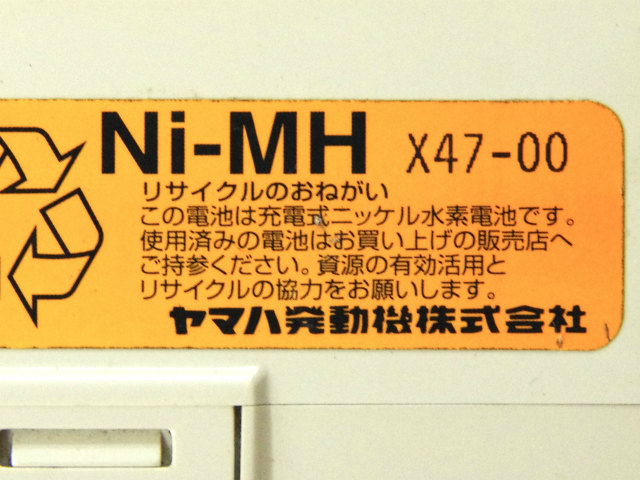 Ni-MH X47-00
リサイクルのおねがい
この電池は充電式ニッケル水素電池です。
使用済みの電池はお買い上げの販売店へ
ご持参ください。資源の有効活用と
リサイクルの協力をお願いします。
ヤマハ発動機株式会社